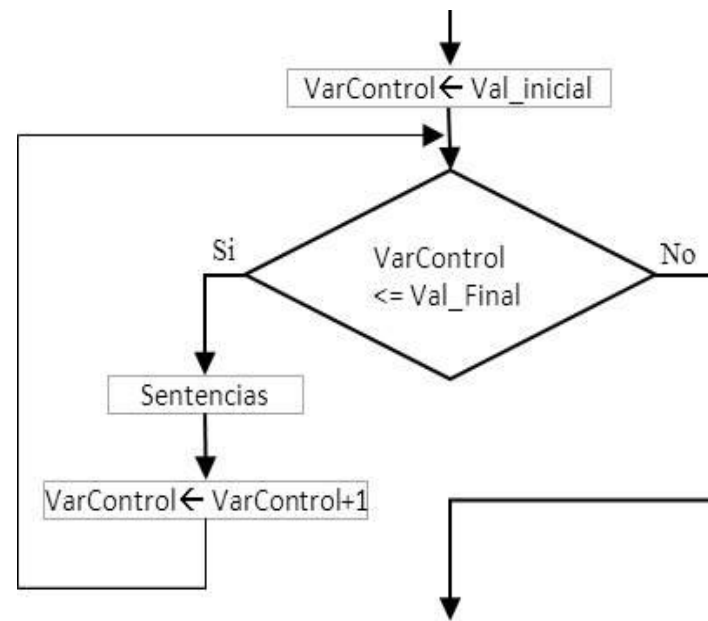 VarControl← Val_inicial
Si
VarControl
<= Val_Final
No
Sentencias
VarControl← VarControl+1